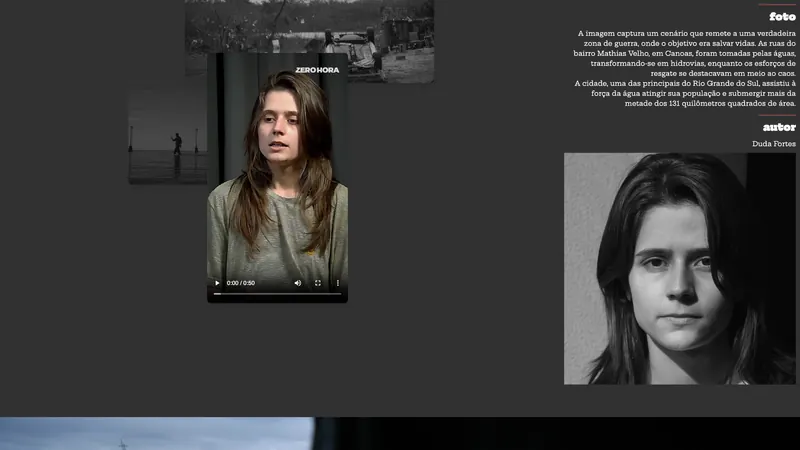 ZERO HORA
0:00 / 0:50
foto
A imagem captura um cenário que remete a uma verdadeira
zona de guerra, onde o objetivo era salvar vidas. As ruas do
bairro Mathias Velho, em Canoas, foram tomadas pelas águas,
transformando-se em hidrovias, enquanto os esforços de
resgate se destacavam em meio ao caos.
A cidade, uma das principais do Rio Grande do Sul, assistiu à
força da água atingir sua população e submergir mais da
metade dos 131 quilômetros quadrados de área.
autor
Duda Fortes